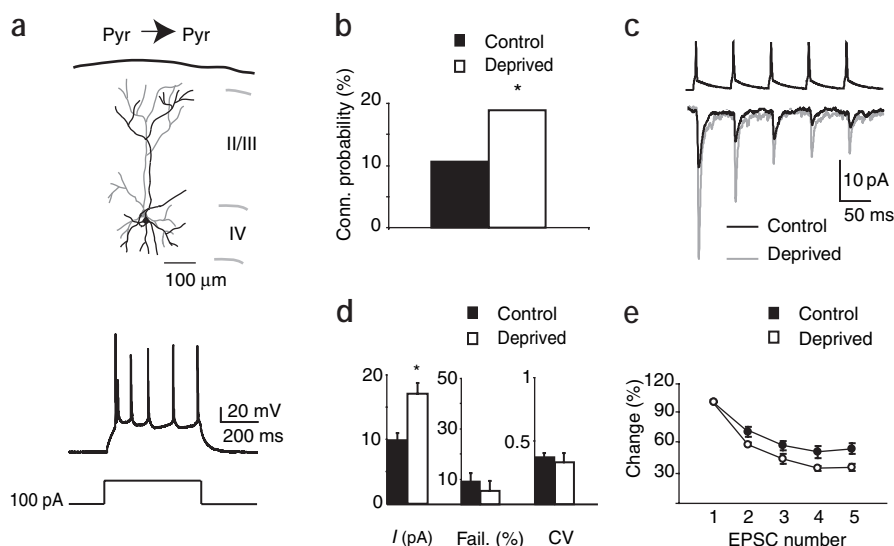 a
Pyr Pyr
II/III
IV
100 µm
20 mV
200 ms
100 pA
b
Control
Deprived
*
Conn. probability (%)
20
10
0
c
10 pA
50 ms
Control
Deprived
d
Control
Deprived
20
10
0
*
I (pA)
50
10
Fail. (%)
1
0.5
CV
e
Control
Deprived
Change (%)
120
90
60
30
1 2 3 4 5
EPSC number